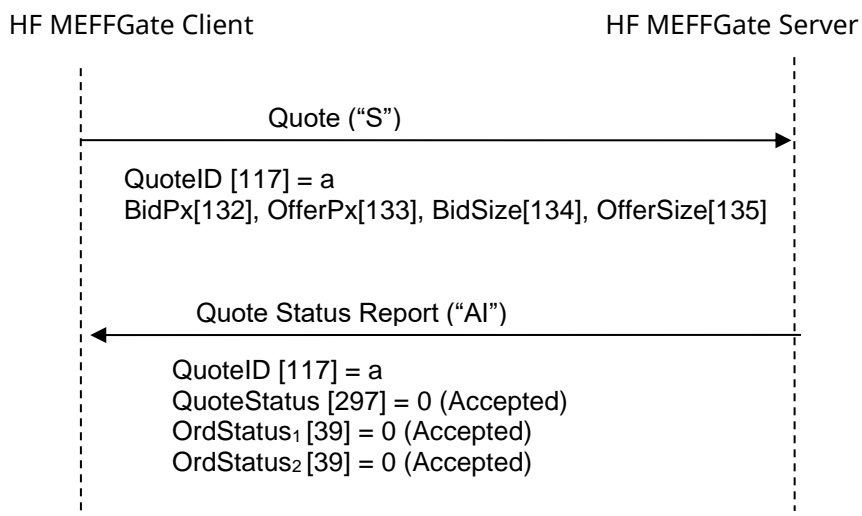 HF MEFFGate Client
HF MEFFGate Server
Quote (“S”)
QuoteID [117] = a
BidPx[132], OfferPx[133], BidSize[134], OfferSize[135]
Quote Status Report (“AI”)
QuoteID [117] = a
QuoteStatus [297] = 0 (Accepted)
OrdStatus₁ [39] = 0 (Accepted)
OrdStatus₂ [39] = 0 (Accepted)